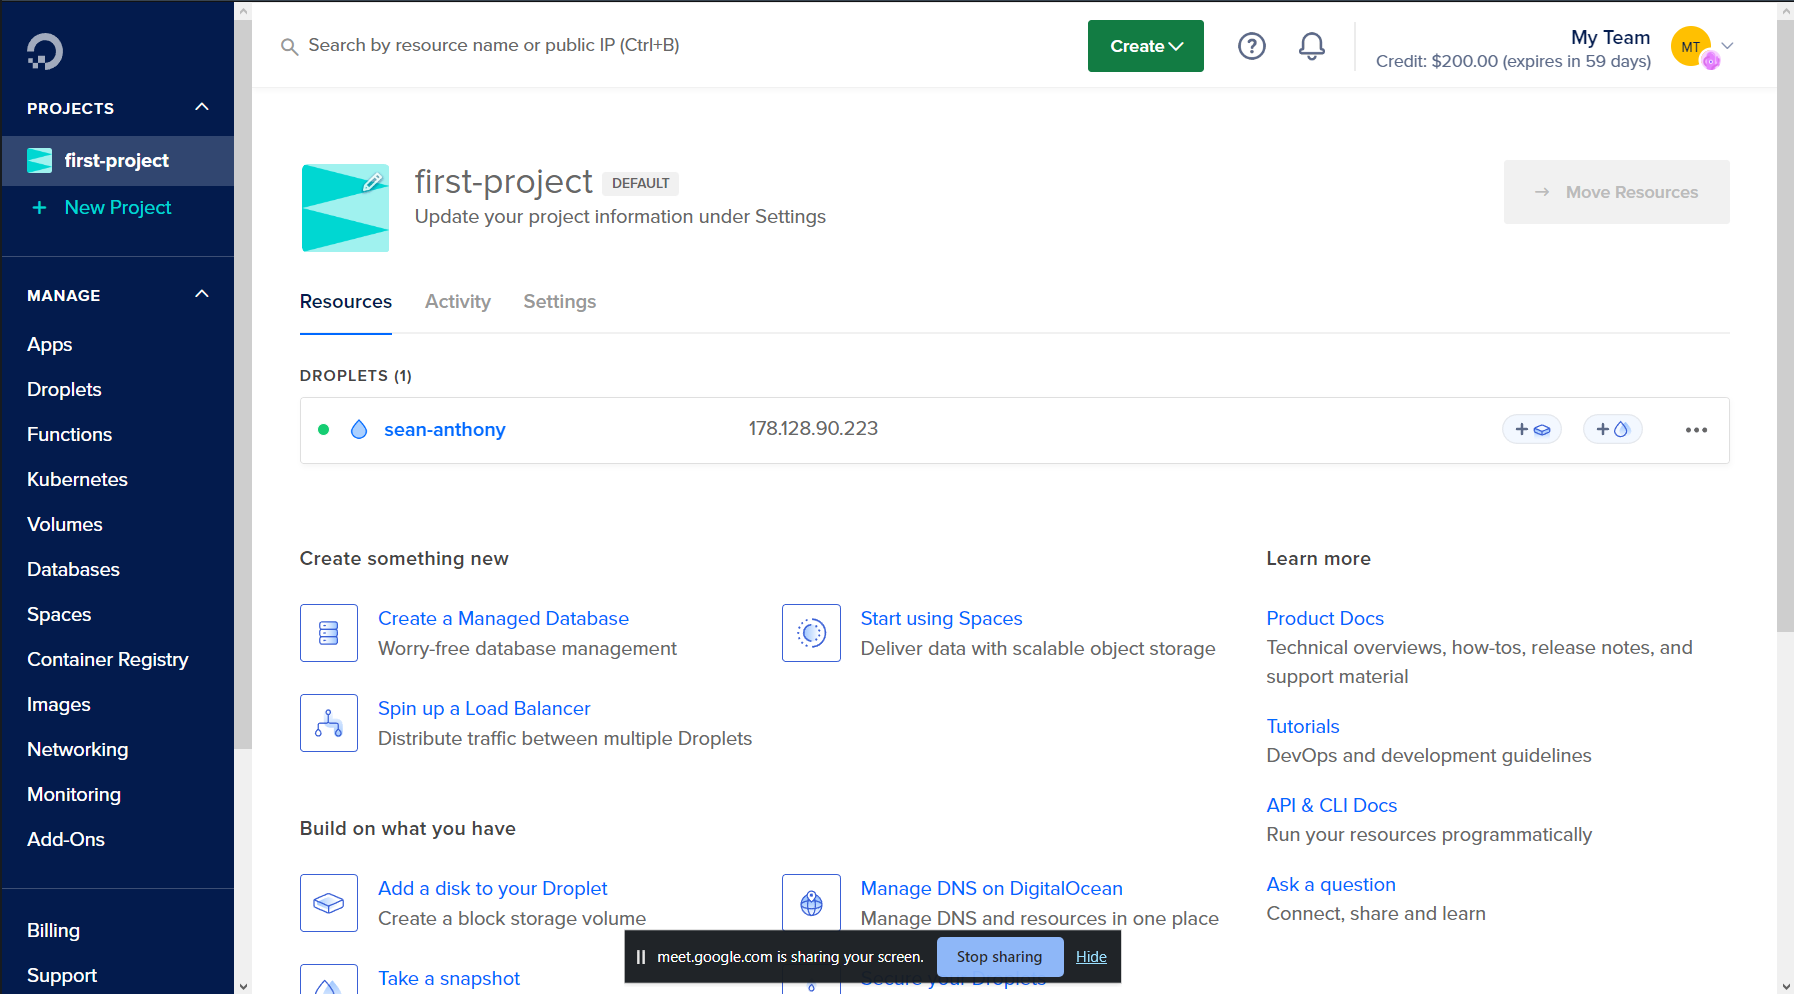 Search by resource name or public IP (Ctrl+B)
Create
My Team
Credit: $200.00 (expires in 59 days)
MT
PROJECTS
first-project
+ New Project
MANAGE
Apps
Droplets
Functions
Kubernetes
Volumes
Databases
Spaces
Container Registry
Images
Networking
Monitoring
Add-Ons
Billing
Support
first-project DEFAULT
Update your project information under Settings
→ Move Resources
Resources Activity Settings
DROPLETS (1)
sean-anthony 178.128.90.223
Create something new
Create a Managed Database
Worry-free database management
Start using Spaces
Deliver data with scalable object storage
Spin up a Load Balancer
Distribute traffic between multiple Droplets
Build on what you have
Add a disk to your Droplet
Create a block storage volume
Manage DNS on DigitalOcean
Manage DNS and resources in one place
Take a snapshot
Secure your Droplets
Learn more
Product Docs
Technical overviews, how-tos, release notes, and
support material
Tutorials
DevOps and development guidelines
API & CLI Docs
Run your resources programmatically
Ask a question
Connect, share and learn
meet.google.com is sharing your screen. Stop sharing Hide